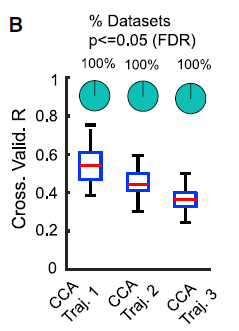 B
% Datasets
p<=0.05 (FDR)
100% 100% 100%
Cross. Valid. R
1
0.8
0.6
0.4
0.2
0
CCA
Traj. 1
CCA
Traj. 2
CCA
Traj. 3